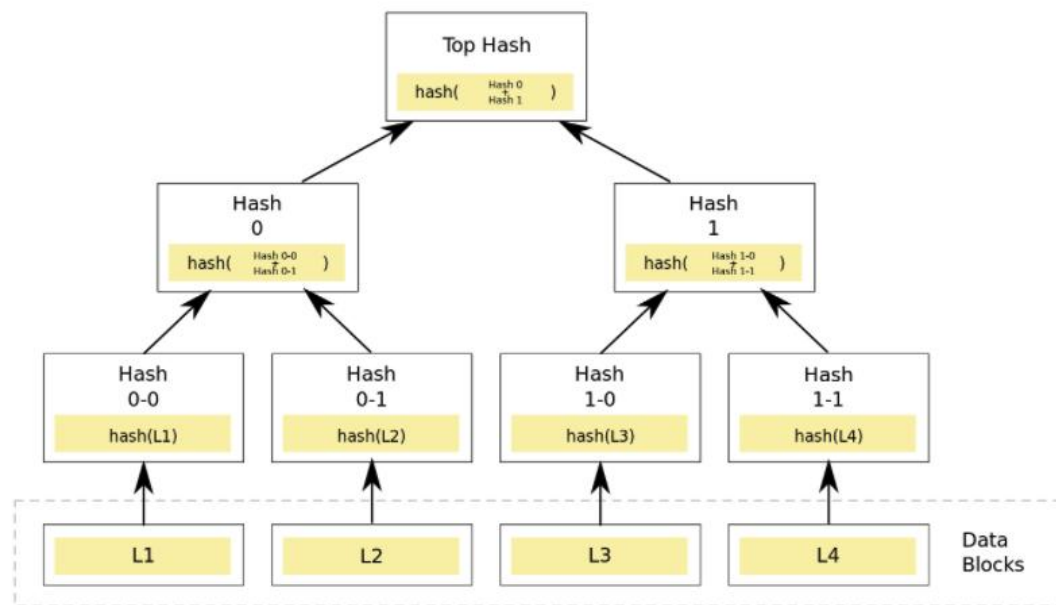 Top Hash
hash( Hash 0 + Hash 1 )
Hash
0
hash( Hash 0-0 + Hash 0-1 )
Hash
1
hash( Hash 1-0 + Hash 1-1 )
Hash
0-0
hash(L1)
Hash
0-1
hash(L2)
Hash
1-0
hash(L3)
Hash
1-1
hash(L4)
L1
L2
L3
L4
Data
Blocks